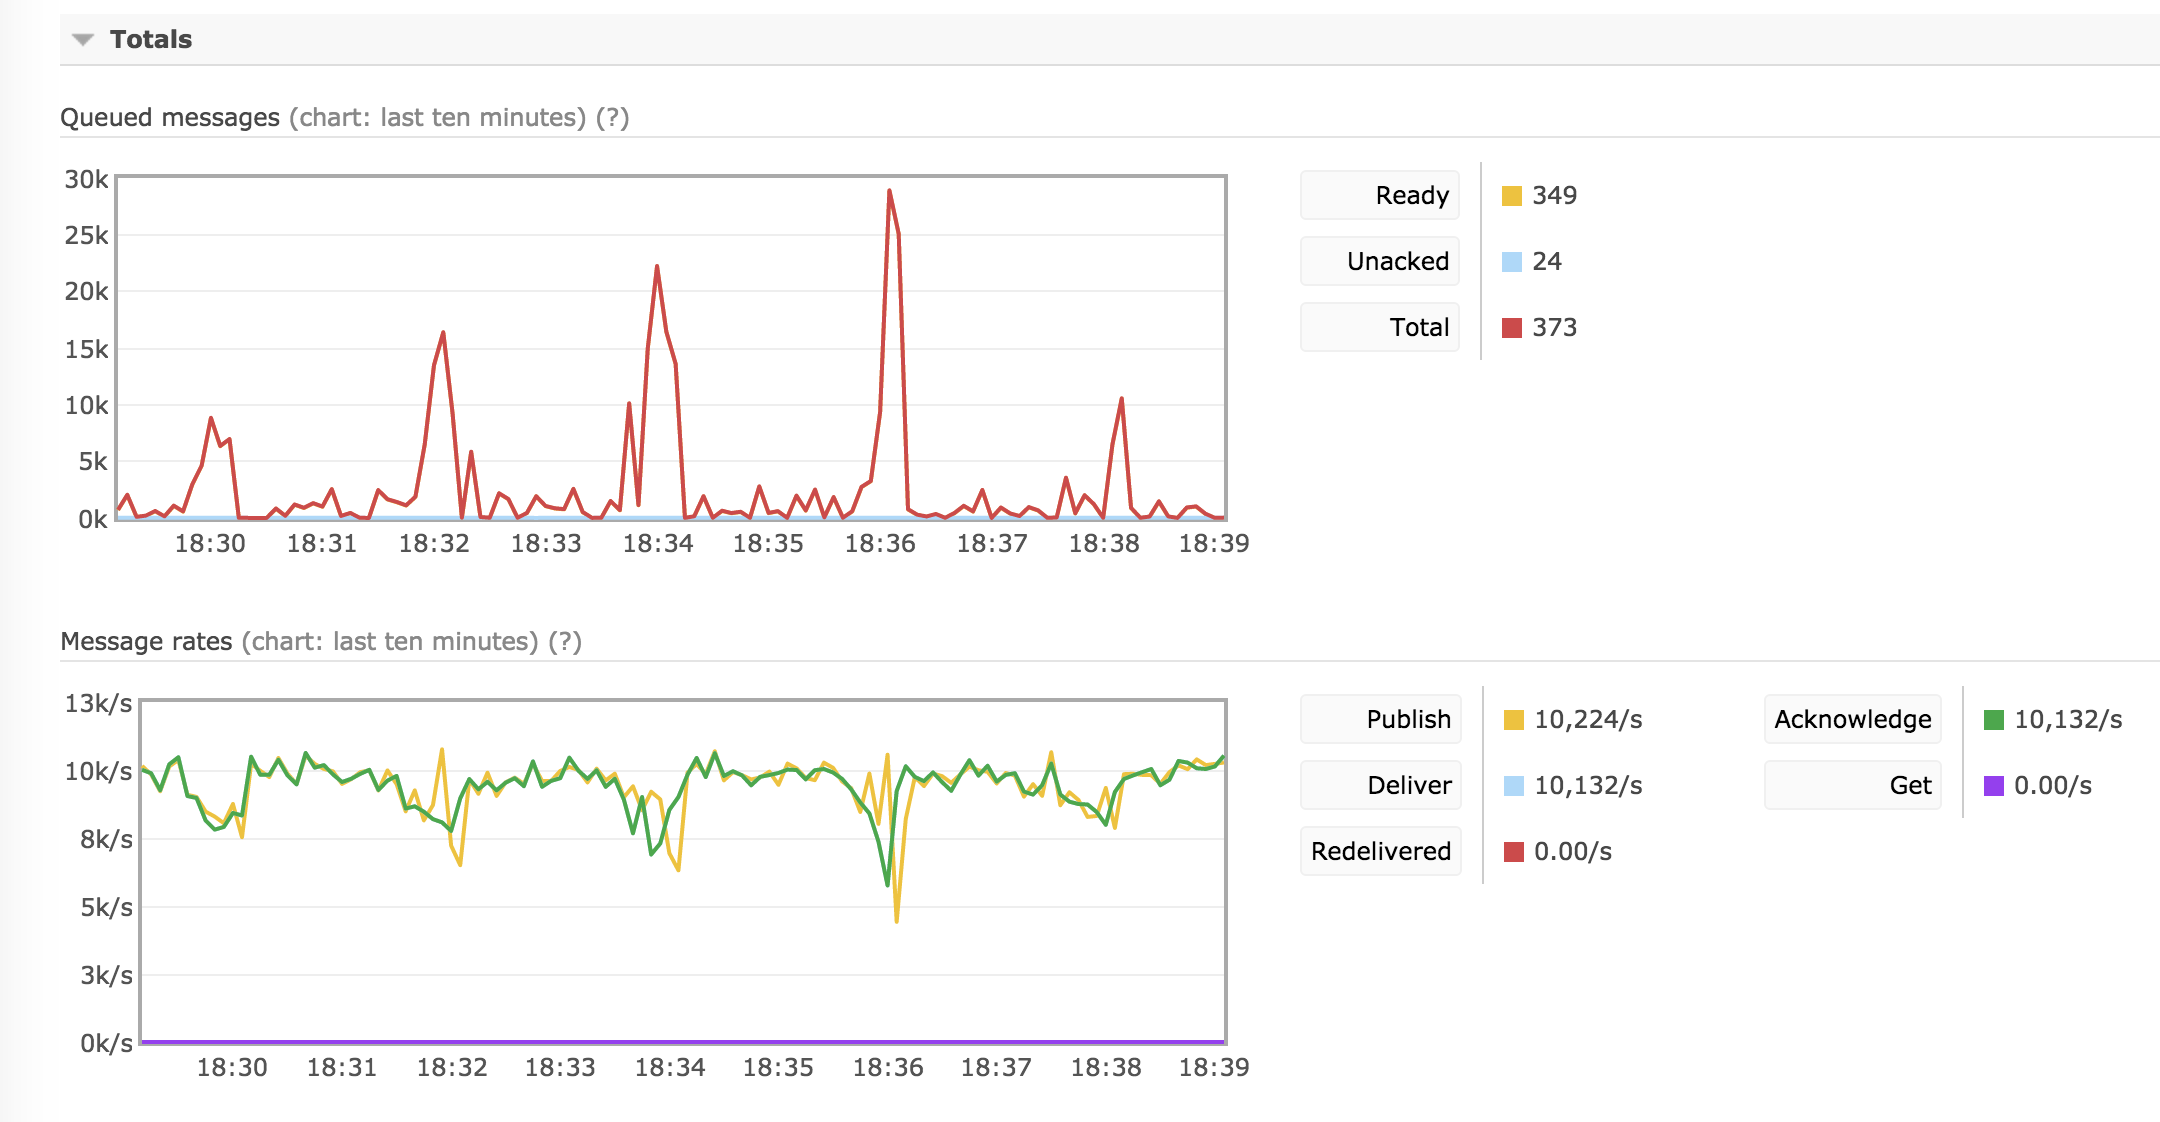 Totals
Queued messages (chart: last ten minutes) (?)
30k
25k
20k
15k
10k
5k
0k
18:30 18:31 18:32 18:33 18:34 18:35 18:36 18:37 18:38 18:39
Ready 349
Unacked 24
Total 373
Message rates (chart: last ten minutes) (?)
13k/s
10k/s
8k/s
5k/s
3k/s
0k/s
18:30 18:31 18:32 18:33 18:34 18:35 18:36 18:37 18:38 18:39
Publish 10,224/s Acknowledge 10,132/s
Deliver 10,132/s Get 0.00/s
Redelivered 0.00/s